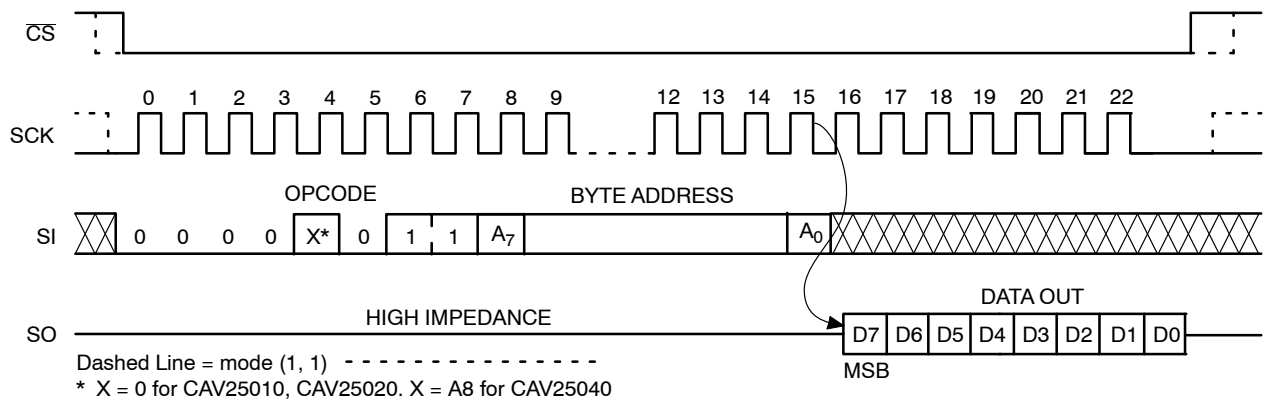 CS
0 1 2 3 4 5 6 7 8 9 12 13 14 15 16 17 18 19 20 21 22
SCK
OPCODE BYTE ADDRESS
SI 0 0 0 0 X* 0 1 1 A7 A0
DATA OUT
HIGH IMPEDANCE
SO D7 D6 D5 D4 D3 D2 D1 D0
Dashed Line = mode (1, 1)
MSB
* X = 0 for CAV25010, CAV25020. X = A8 for CAV25040